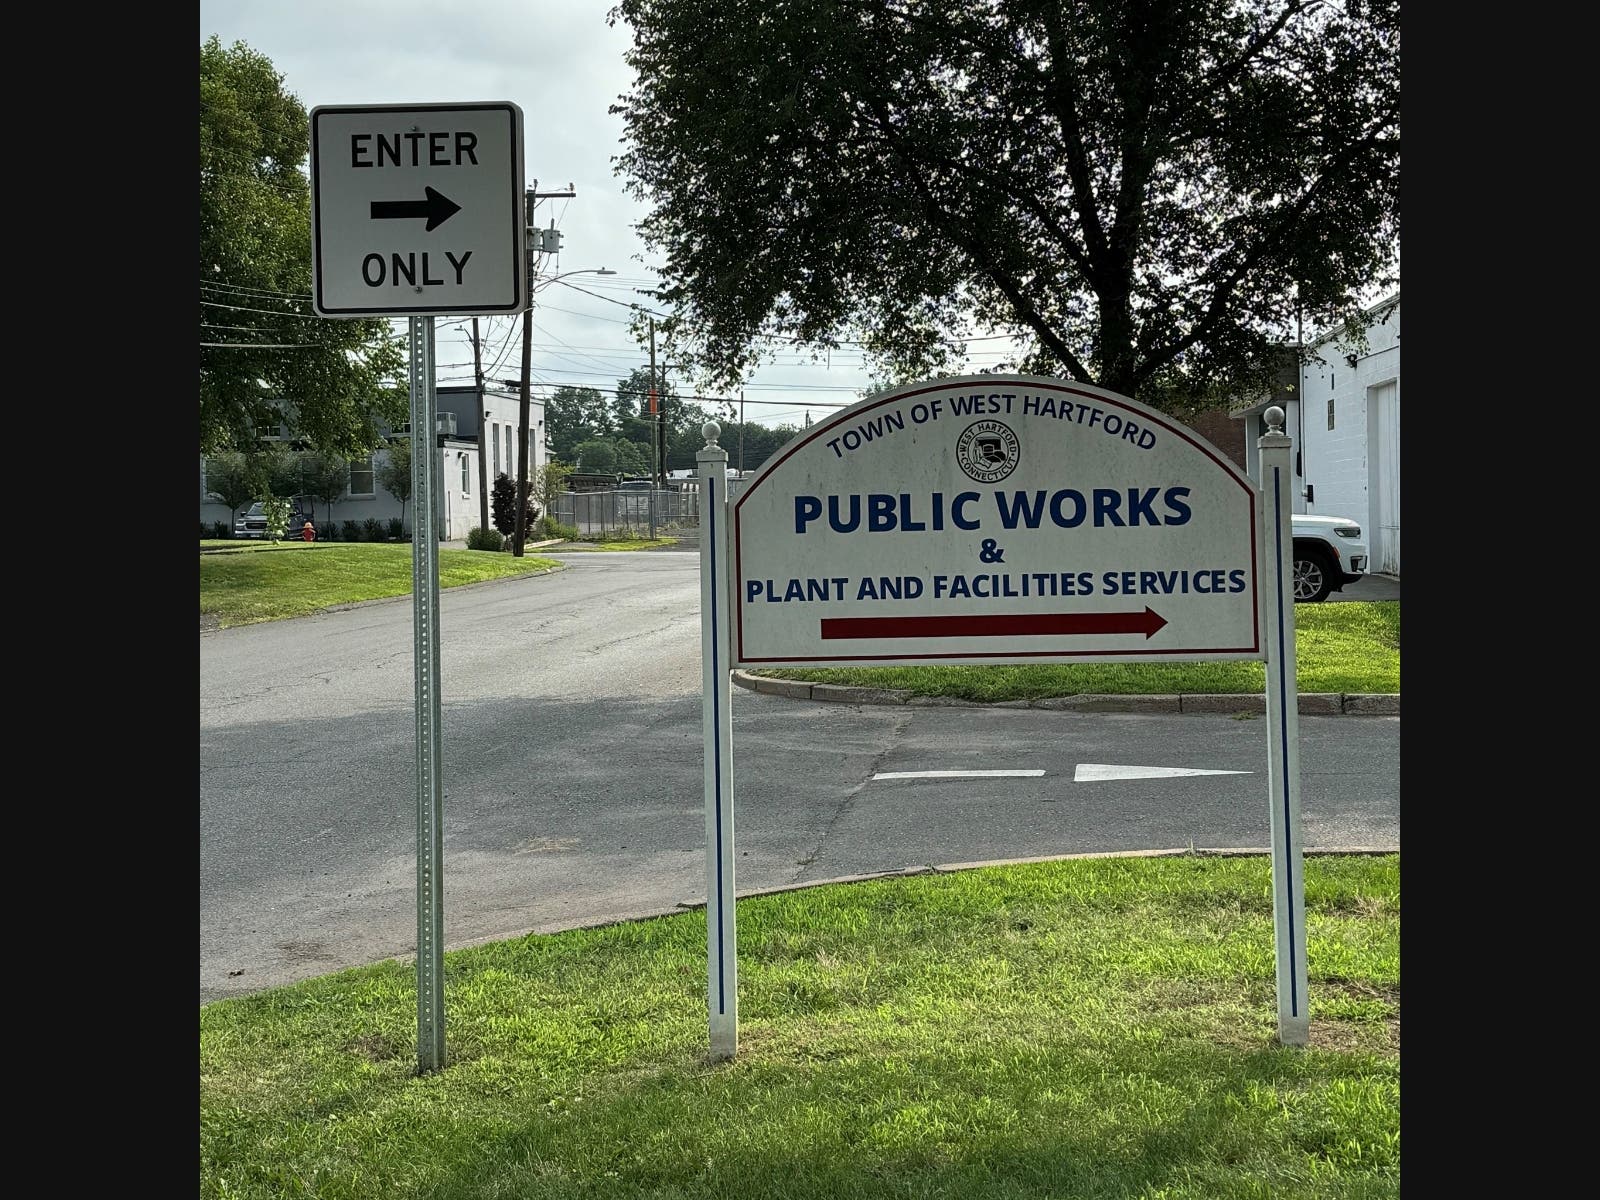 ENTER
ONLY
TOWN OF WEST HARTFORD
WEST HARTFORD
CONNECTICUT
PUBLIC WORKS
&
PLANT AND FACILITIES SERVICES